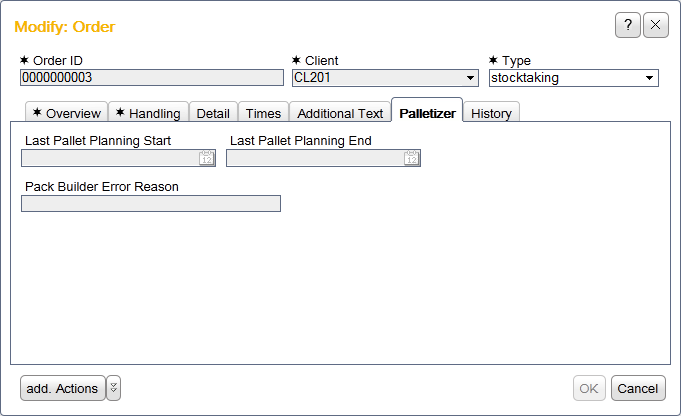 Modify: Order
?
✶ Order ID
✶ Client
✶ Type
0000000003
CL201
stocktaking
✶ Overview
✶ Handling
Detail
Times
Additional Text
Palletizer
History
Last Pallet Planning Start
Last Pallet Planning End
12
12
Pack Builder Error Reason
add. Actions
OK
Cancel